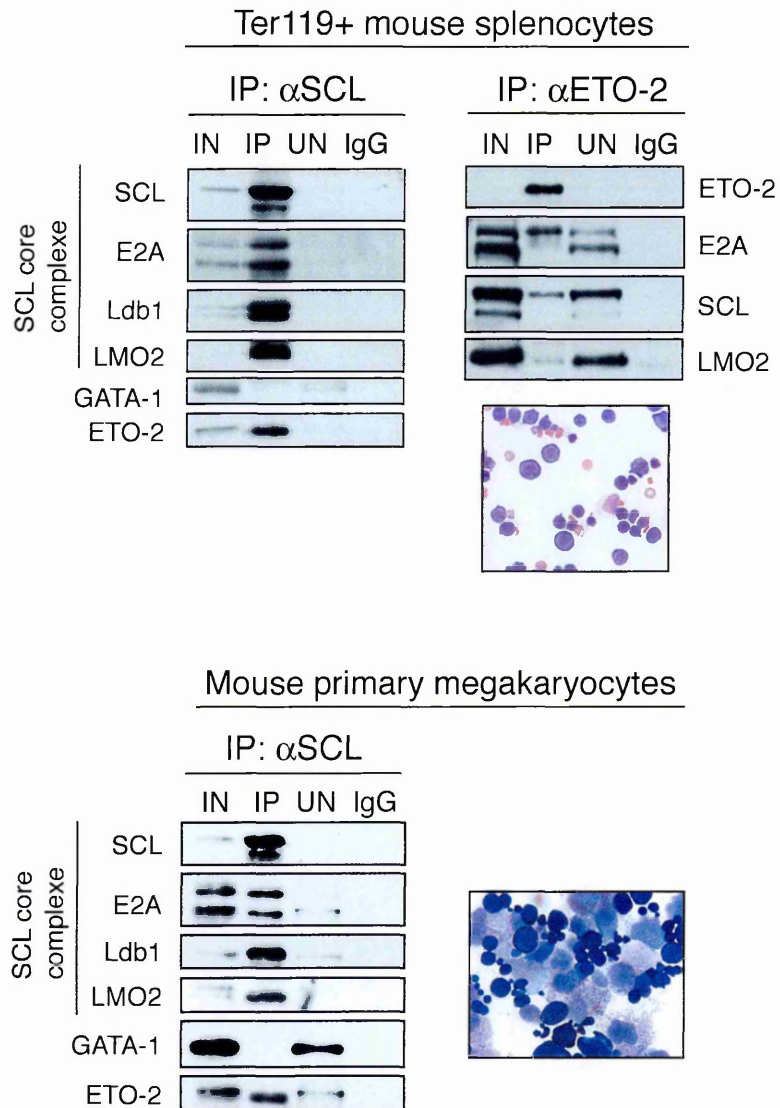 Ter119+ mouse splenocytes
IP: αSCL
IP: αETO-2
IN IP UN IgG
IN IP UN IgG
SCL core
complexe
SCL
E2A
Ldb1
LMO2
GATA-1
ETO-2
ETO-2
E2A
SCL
LMO2
Mouse primary megakaryocytes
IP: αSCL
IN IP UN IgG
SCL core
complexe
SCL
E2A
Ldb1
LMO2
GATA-1
ETO-2